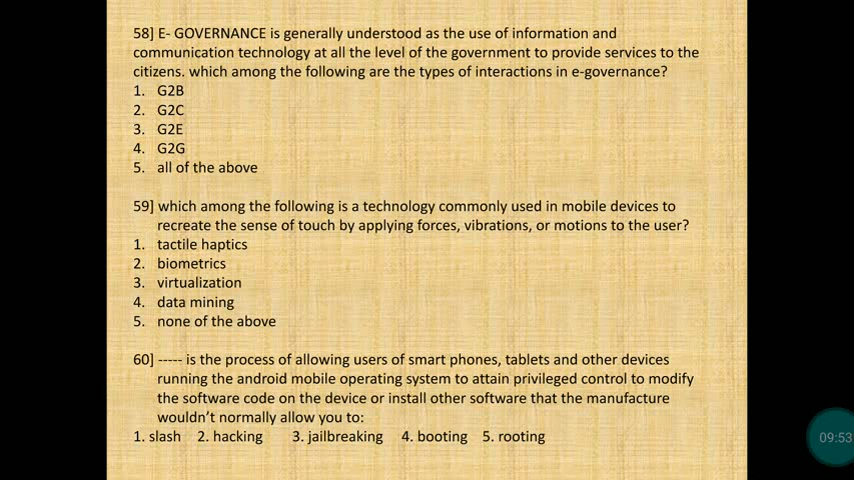 58] E- GOVERNANCE is generally understood as the use of information and
communication technology at all the level of the government to provide services to the
citizens. which among the following are the types of interactions in e-governance?
1. G2B
2. G2C
3. G2E
4. G2G
5. all of the above
59] which among the following is a technology commonly used in mobile devices to
recreate the sense of touch by applying forces, vibrations, or motions to the user?
1. tactile haptics
2. biometrics
3. virtualization
4. data mining
5. none of the above
60] ----- is the process of allowing users of smart phones, tablets and other devices
running the android mobile operating system to attain privileged control to modify
the software code on the device or install other software that the manufacture
wouldn't normally allow you to:
1. slash 2. hacking 3. jailbreaking 4. booting 5. rooting
09:53